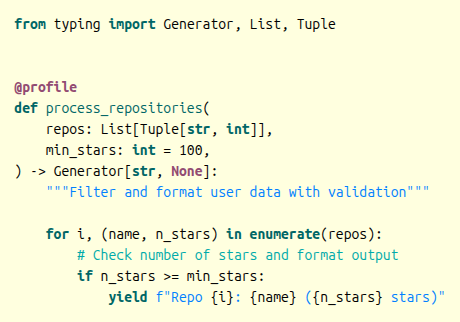 from typing import Generator, List, Tuple
@profile
def process_repositories(
    repos: List[Tuple[str, int]],
    min_stars: int = 100,
) -> Generator[str, None]:
    """Filter and format user data with validation"""
    for i, (name, n_stars) in enumerate(repos):
        # Check number of stars and format output
        if n_stars >= min_stars:
            yield f"Repo {i}: {name} ({n_stars} stars)"